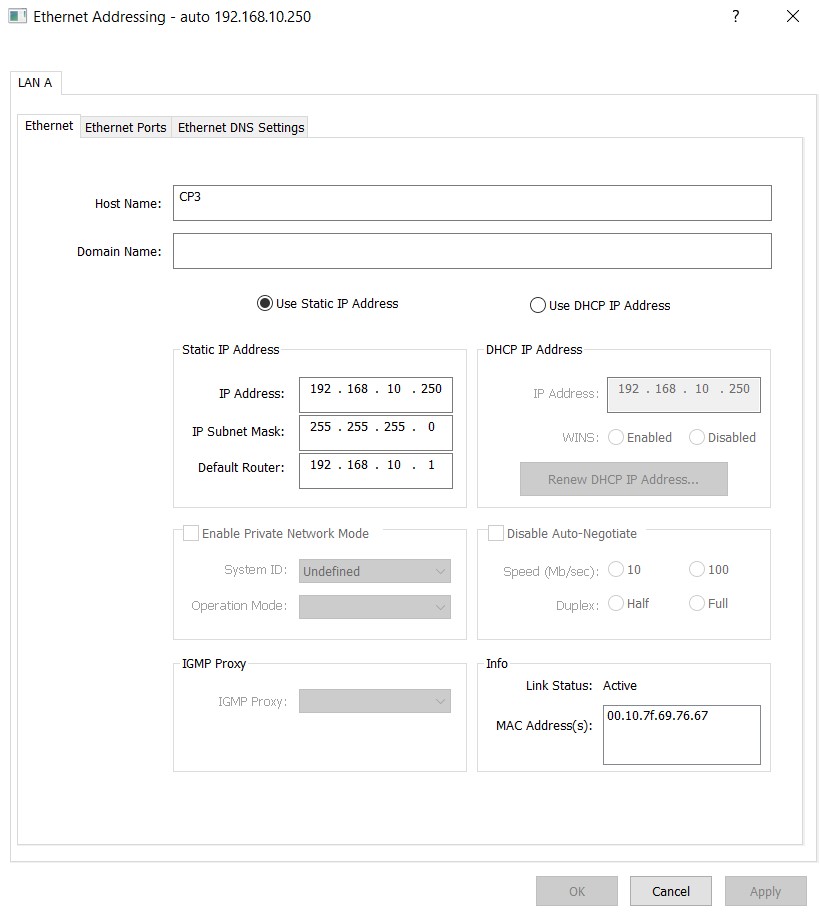 Ethernet Addressing - auto 192.168.10.250 ?
LAN A
Ethernet Ethernet Ports Ethernet DNS Settings
Host Name: CP3
Domain Name:
Use Static IP Address Use DHCP IP Address
Static IP Address
IP Address: 192 . 168 . 10 . 250
IP Subnet Mask: 255 . 255 . 255 . 0
Default Router: 192 . 168 . 10 . 1
DHCP IP Address
IP Address: 192 . 168 . 10 . 250
WINS: Enabled Disabled
Renew DHCP IP Address...
Enable Private Network Mode
System ID: Undefined
Operation Mode:
Disable Auto-Negotiate
Speed (Mb/sec): 10 100
Duplex: Half Full
IGMP Proxy
IGMP Proxy:
Info
Link Status: Active
MAC Address(s): 00.10.7f.69.76.67
OK Cancel Apply